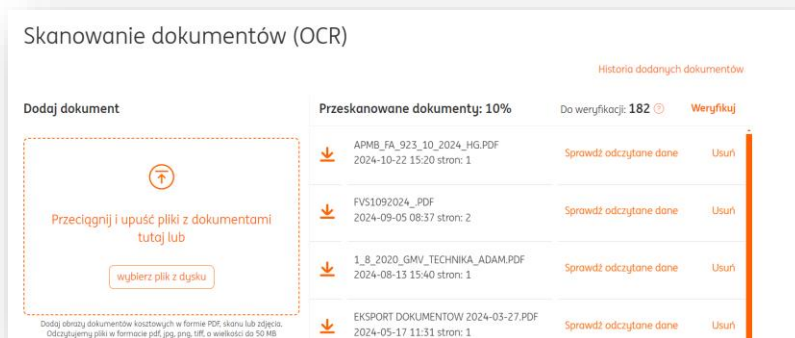 Skanowanie dokumentów (OCR)
Historia dodanych dokumentów
Dodaj dokument
Przeskanowane dokumenty: 10%
Do weryfikacji: 182 ?
Weryfikuj
Przeciągnij i upuść pliki z dokumentami
tutaj lub
wybierz plik z dysku
Dodaj obrazy dokumentów kosztowych w formie PDF, skanu lub zdjęcia.
Odczytujemy pliki w formacie pdf, jpg, png, tiff, o wielkości do 50 MB
APMB_FA_923_10_2024_HG.PDF
2024-10-22 15:20 stron: 1
Sprawdź odczytane dane
Usuń
FVS1092024_.PDF
2024-09-05 08:37 stron: 2
Sprawdź odczytane dane
Usuń
1_8_2020_GMV_TECHNIKA_ADAM.PDF
2024-08-13 15:40 stron: 1
Sprawdź odczytane dane
Usuń
EKSPORT DOKUMENTOW 2024-03-27.PDF
2024-05-17 11:31 stron: 1
Sprawdź odczytane dane
Usuń